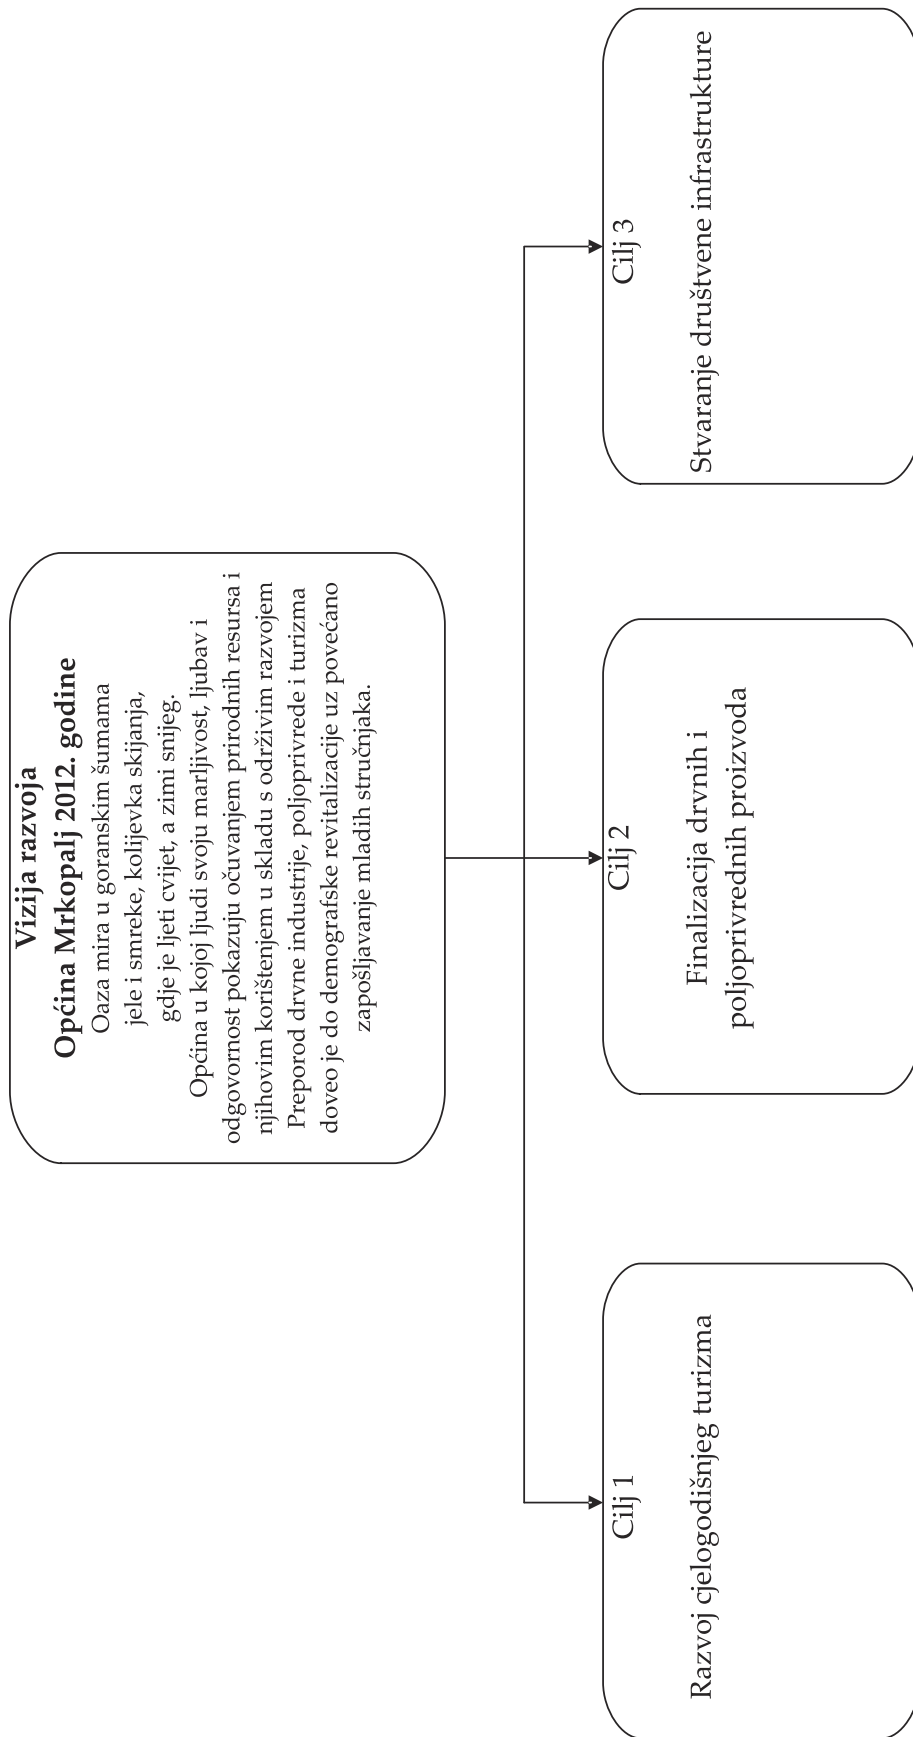 Vizija razvoja
Općina Mrkopalj 2012. godine
Oaza mira u goranskim šumama
jele i smreke, kolijevka skijanja,
gdje je ljeti cvijet, a zimi snijeg.
Općina u kojoj ljudi svoju marljivost, ljubav i
odgovornost pokazuju očuvanjem prirodnih resursa i
njihovim korištenjem u skladu s održivim razvojem
Preporod drvne industrije, poljoprivrede i turizma
doveo je do demografske revitalizacije uz povećano
zapošljavanje mladih stručnjaka.
Cilj 1
Razvoj cjelogodišnjeg turizma
Cilj 2
Finalizacija drvnih i
poljoprivrednih proizvoda
Cilj 3
Stvaranje društvene infrastrukture